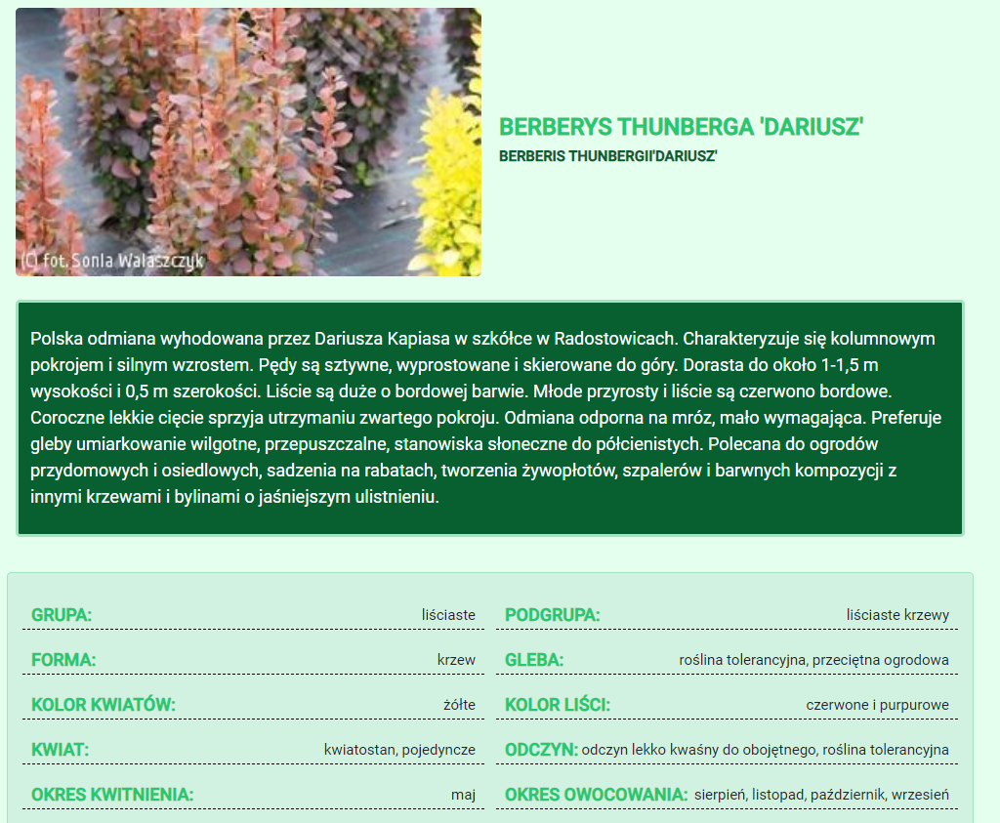 (C) fot. Sonia Walaszczyk
BERBERYS THUNBERGA 'DARIUSZ'
BERBERIS THUNBERGII'DARIUSZ'
Polska odmiana wyhodowana przez Dariusza Kapiasa w szkółce w Radostowicach. Charakteryzuje się kolumnowym
pokrojem i silnym wzrostem. Pędy są sztywne, wyprostowane i skierowane do góry. Dorasta do około 1-1,5 m
wysokości i 0,5 m szerokości. Liście są duże o bordowej barwie. Młode przyrosty i liście są czerwono bordowe.
Coroczne lekkie cięcie sprzyja utrzymaniu zwartego pokroju. Odmiana odporna na mróz, mało wymagająca. Preferuje
gleby umiarkowanie wilgotne, przepuszczalne, stanowiska słoneczne do półcienistych. Polecana do ogrodów
przydomowych i osiedlowych, sadzenia na rabatach, tworzenia żywopłotów, szpalerów i barwnych kompozycji z
innymi krzewami i bylinami o jaśniejszym ulistnieniu.
GRUPA: liściaste
PODGRUPA: liściaste krzewy
FORMA: krzew
GLEBA: roślina tolerancyjna, przeciętna ogrodowa
KOLOR KWIATÓW: żółte
KOLOR LIŚCI: czerwone i purpurowe
KWIAT: kwiatostan, pojedyncze
ODCZYN: odczyn lekko kwaśny do obojętnego, roślina tolerancyjna
OKRES KWITNIENIA: maj
OKRES OWOCOWANIA: sierpień, listopad, październik, wrzesień